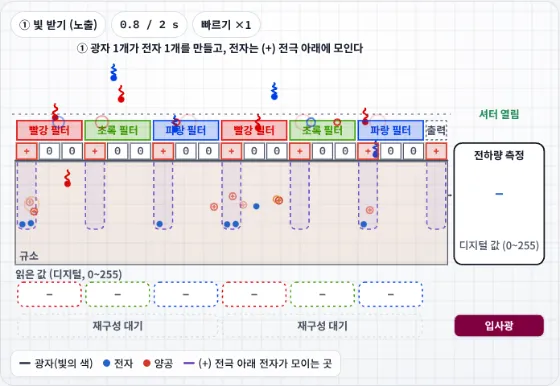 ① 빛 받기 (노출)
0.8 / 2 s
빠르기 ×1
① 광자 1개가 전자 1개를 만들고, 전자는 (+) 전극 아래에 모인다
셔터 열림
빨강 필터 초록 필터 파랑 필터 빨강 필터 초록 필터 파랑 필터 출력
+ 0 0 + 0 0 + 0 0 + 0 0 + 0 0 + 0 0 +
전하량 측정
–
디지털 값 (0~255)
규소
읽은 값 (디지털, 0~255)
– – – – – –
재구성 대기 재구성 대기
입사광
광자(빛의 색) 전자 양공 (+) 전극 아래 전자가 모이는 곳